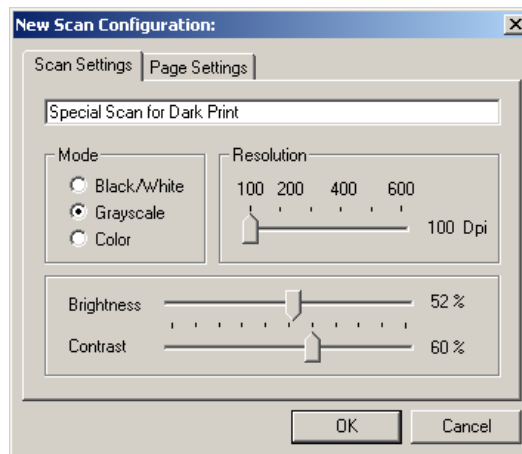 New Scan Configuration:
Scan Settings Page Settings
Special Scan for Dark Print
Mode
Black/White
Grayscale
Color
Resolution
100 200 400 600
100 Dpi
Brightness 52 %
Contrast 60 %
OK Cancel